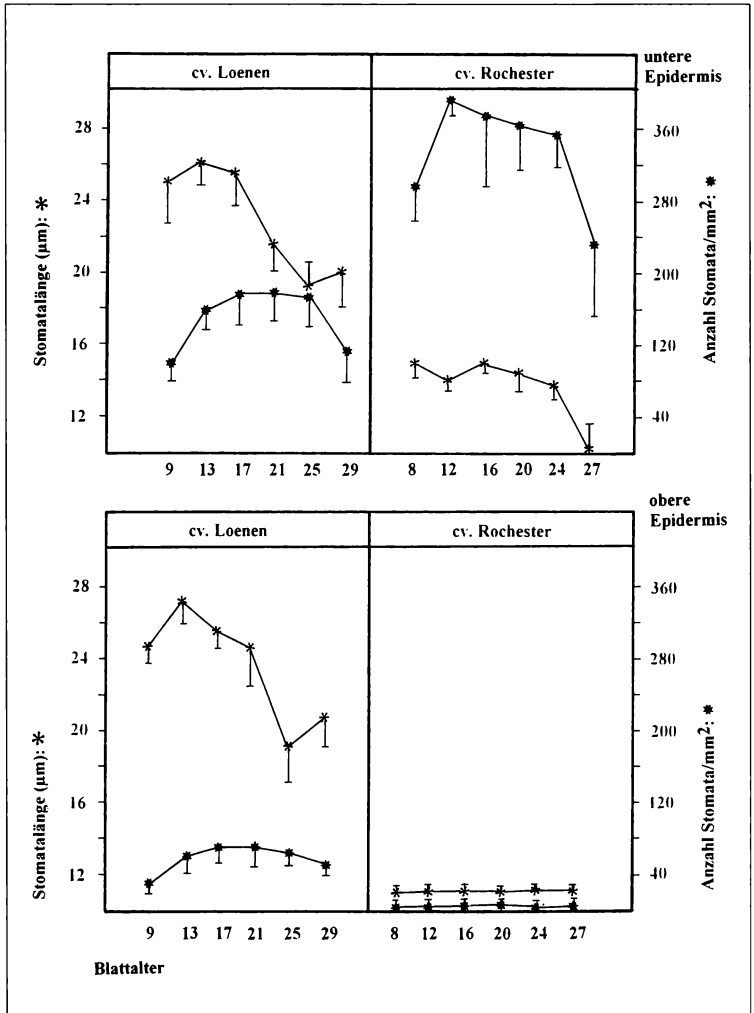 untere
Epidermis
cv. Loenen
cv. Rochester
Stomatalänge (µm): *
28
24
20
16
12
360
280
200
120
40
Anzahl Stomata/mm²: *
9 13 17 21 25 29
8 12 16 20 24 27
obere
Epidermis
cv. Loenen
cv. Rochester
Stomatalänge (µm): *
28
24
20
16
12
360
280
200
120
40
Anzahl Stomata/mm²: *
9 13 17 21 25 29
8 12 16 20 24 27
Blattalter